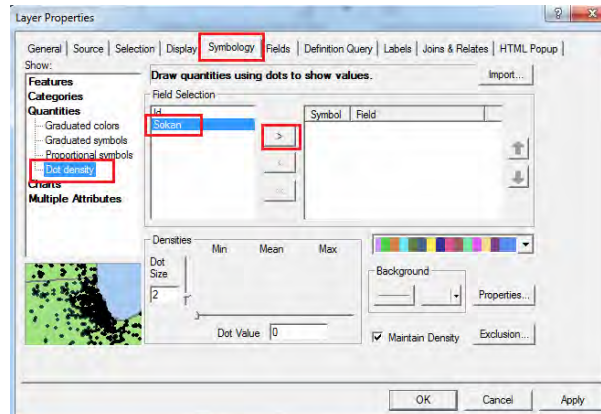 Layer Properties
General Source Selection Display Symbology Fields Definition Query Labels Joins & Relates HTML Popup
Show:
Features
Categories
Quantities
Graduated colors
Graduated symbols
Proportional symbols
Dot density
Charts
Multiple Attributes
Draw quantities using dots to show values.
Import...
Field Selection
Id
Sokari
>
<
<<
Symbol Field
Densities
Min Mean Max
Dot
Size
2
Dot Value 0
Background
Properties...
Maintain Density
Exclusion...
OK Cancel Apply